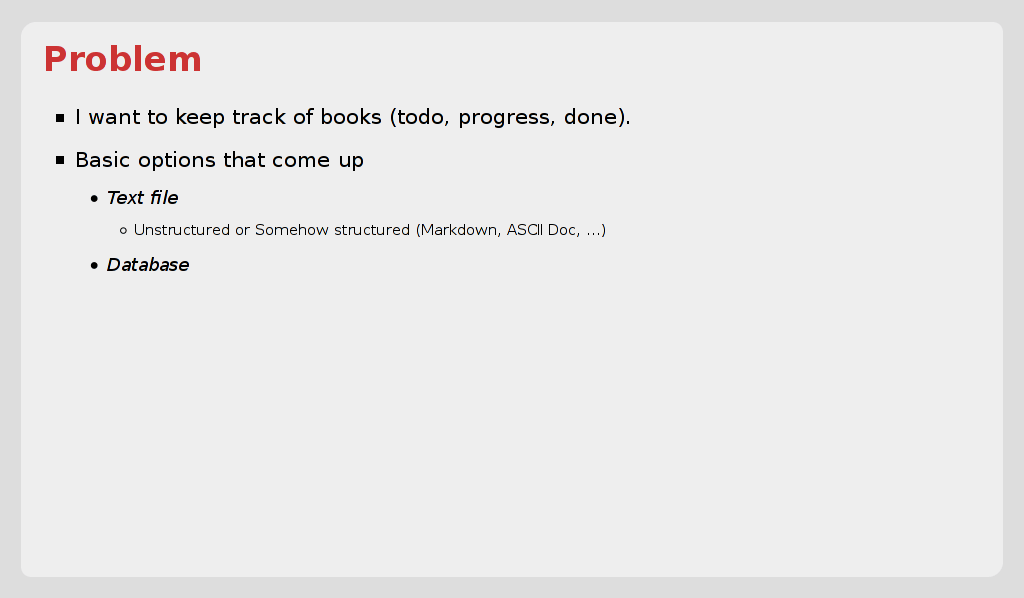 Problem
I want to keep track of books (todo, progress, done).
Basic options that come up
Text file
Unstructured or Somehow structured (Markdown, ASCII Doc, ...)
Database